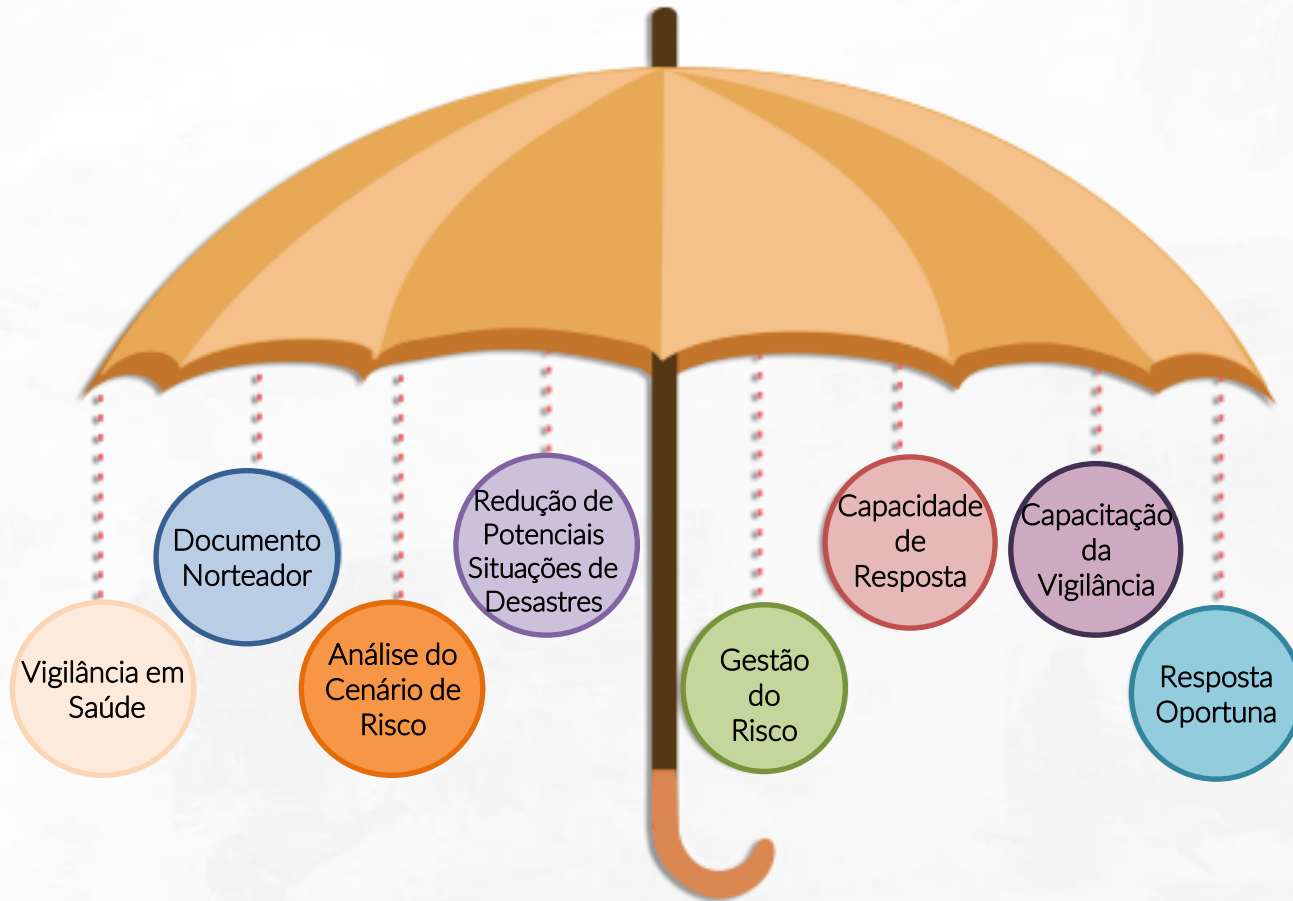 Vigilância em
Saúde
Documento
Norteador
Análise do
Cenário de
Risco
Redução de
Potenciais
Situações de
Desastres
Gestão
do
Risco
Capacidade
de
Resposta
Capacitação
da
Vigilância
Resposta
Oportuna